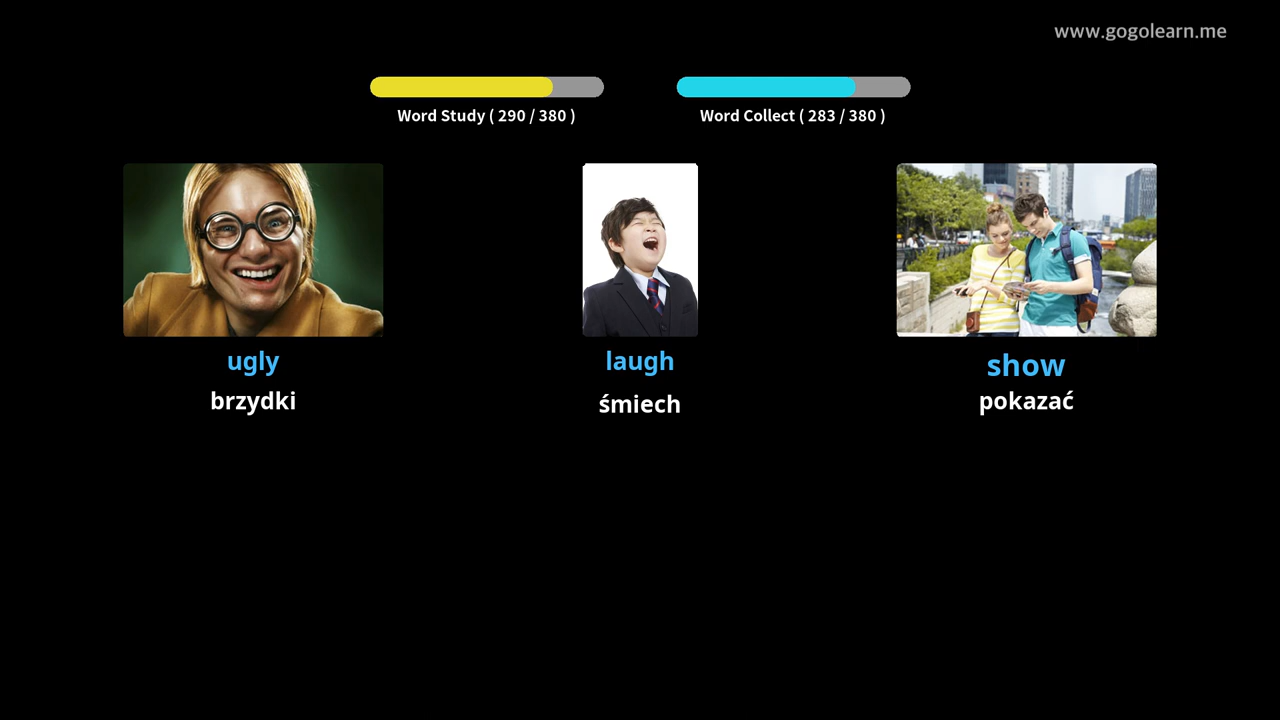 www.gogolearn.me
Word Study ( 290 / 380 )
Word Collect ( 283 / 380 )
ugly
laugh
show
brzydki
śmiech
pokazać